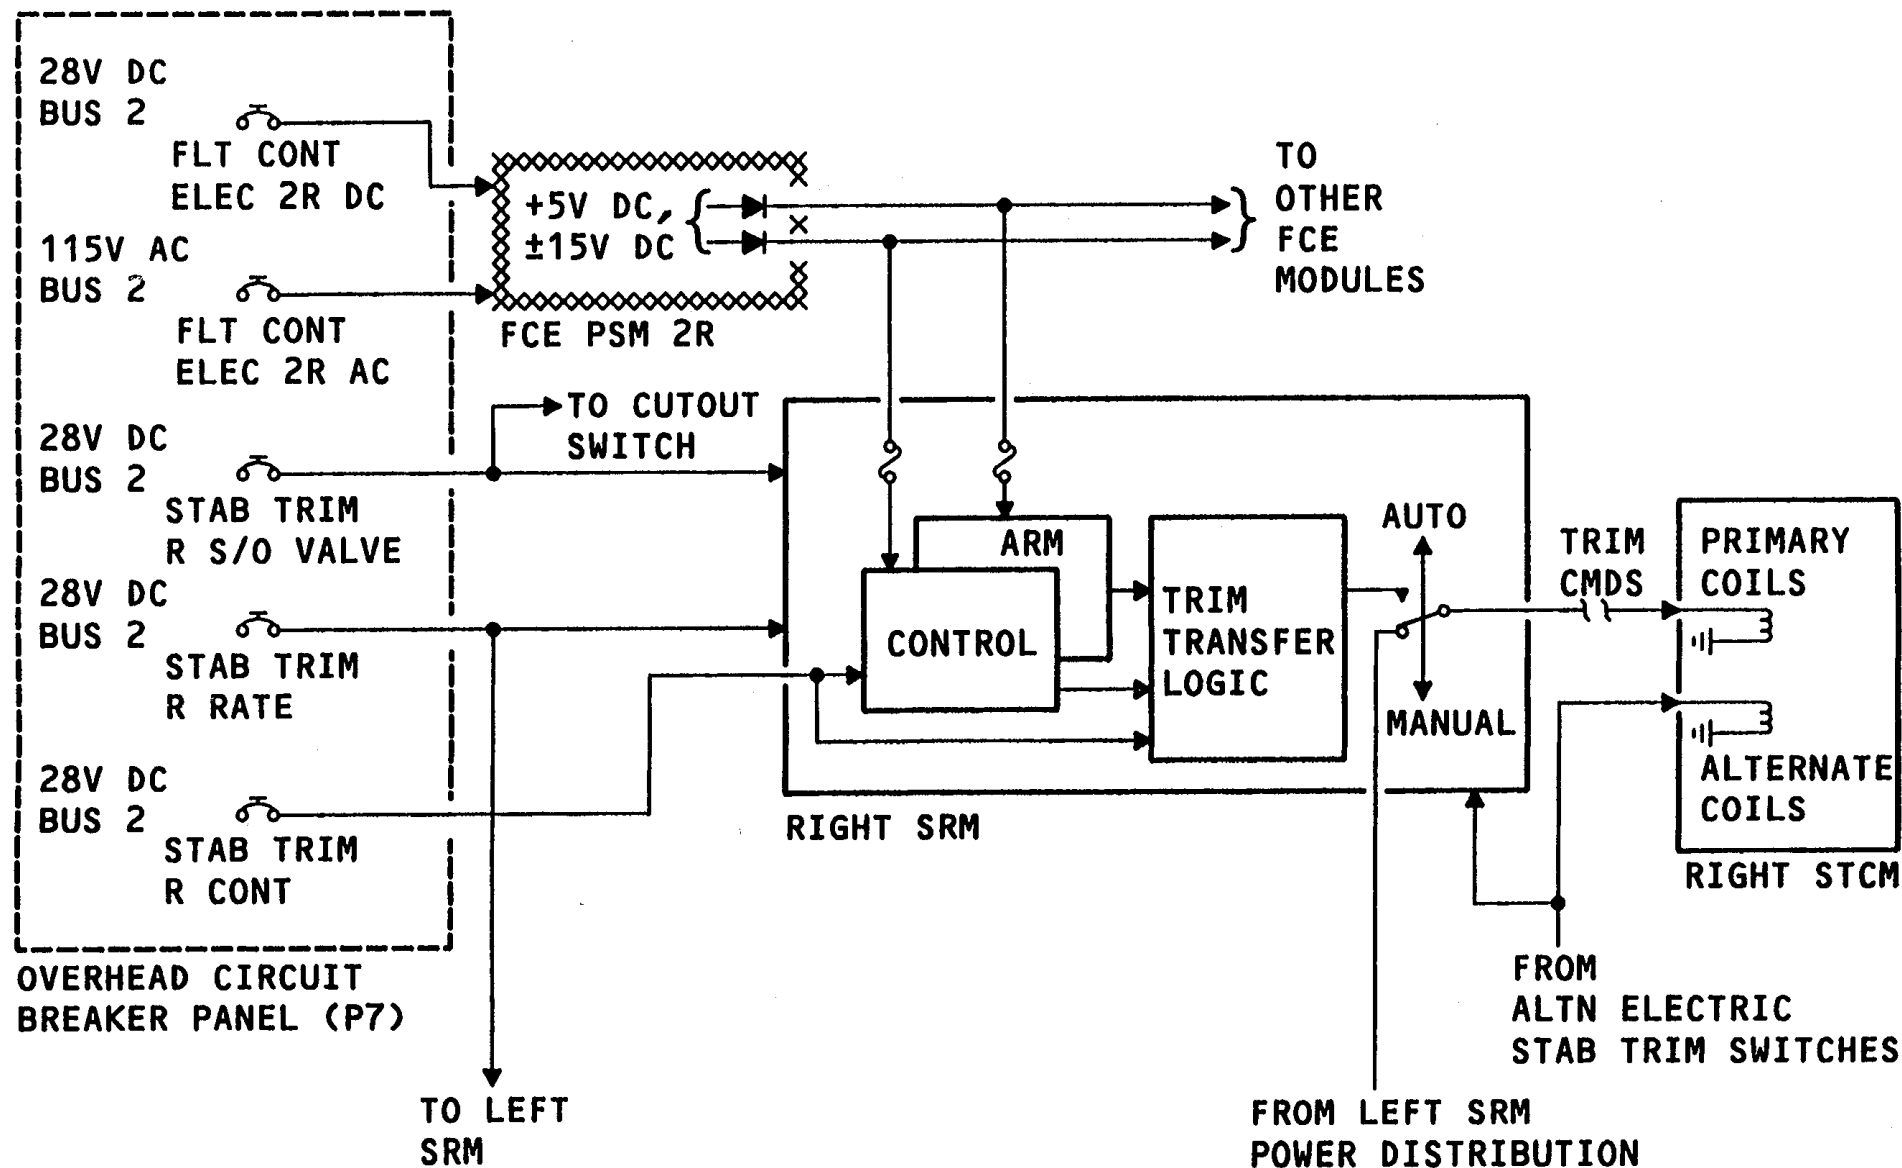 28V DC
BUS 2
FLT CONT
ELEC 2R DC
115V AC
BUS 2
FLT CONT
ELEC 2R AC
28V DC
BUS 2
STAB TRIM
R S/O VALVE
28V DC
BUS 2
STAB TRIM
R RATE
28V DC
BUS 2
STAB TRIM
R CONT
OVERHEAD CIRCUIT
BREAKER PANEL (P7)
+5V DC,
±15V DC
FCE PSM 2R
TO
OTHER
FCE
MODULES
TO CUTOUT
SWITCH
TO LEFT
SRM
ARM
CONTROL
TRIM
TRANSFER
LOGIC
AUTO
MANUAL
RIGHT SRM
TRIM
CMDS
PRIMARY
COILS
ALTERNATE
COILS
RIGHT STCM
FROM
ALTN ELECTRIC
STAB TRIM SWITCHES
FROM LEFT SRM
POWER DISTRIBUTION